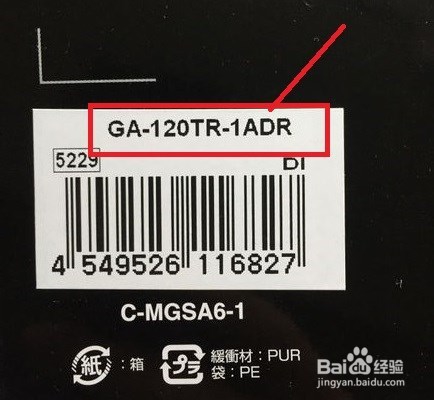 GA-120TR-1ADR
5229
BI
4 549526 116827
C-MGSA6-1
紙 : 箱
プラ 緩衝材 : PUR
袋 : PE
Baidu 经验
jingyan.baidu.com